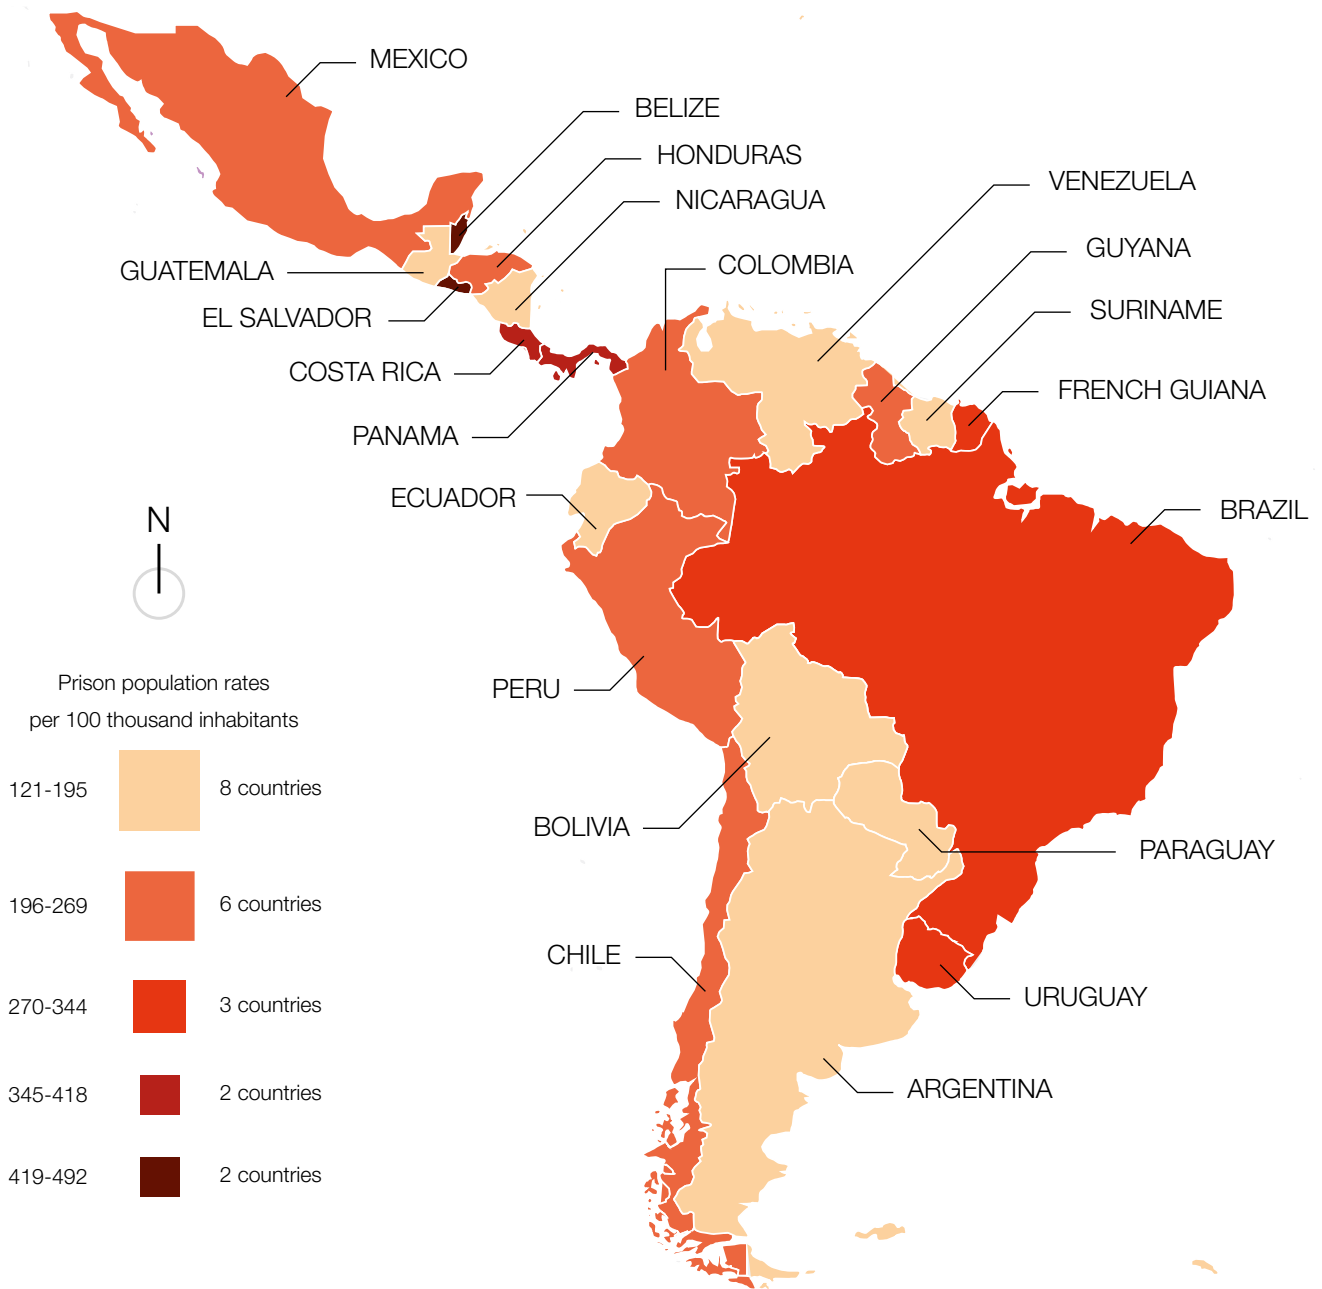 MEXICO
BELIZE
HONDURAS
VENEZUELA
NICARAGUA
GUYANA
COLOMBIA
GUATEMALA
SURINAME
EL SALVADOR
COSTA RICA
FRENCH GUIANA
PANAMA
ECUADOR
BRAZIL
N
PERU
Prison population rates
per 100 thousand inhabitants
121-195 8 countries
BOLIVIA
PARAGUAY
196-269 6 countries
CHILE
URUGUAY
270-344 3 countries
ARGENTINA
345-418 2 countries
419-492 2 countries